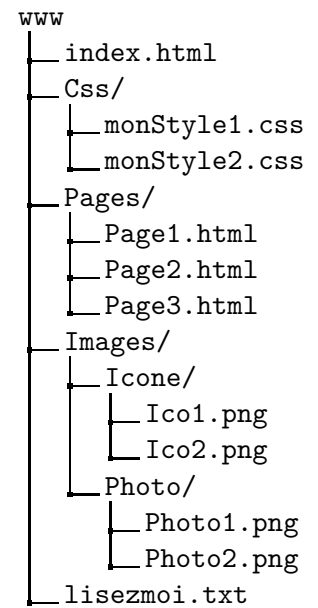 www
index.html
Css/
monStyle1.css
monStyle2.css
Pages/
Page1.html
Page2.html
Page3.html
Images/
Icone/
Ico1.png
Ico2.png
Photo/
Photo1.png
Photo2.png
lisezmoi.txt